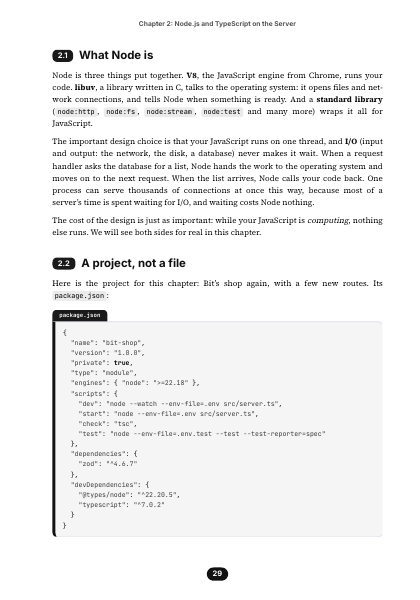 Chapter 2: Node.js and TypeScript on the Server
2.1 What Node is
Node is three things put together. V8, the JavaScript engine from Chrome, runs your
code. libuv, a library written in C, talks to the operating system: it opens files and net-
work connections, and tells Node when something is ready. And a standard library
(node:http, node:fs, node:stream, node:test and many more) wraps it all for
JavaScript.
The important design choice is that your JavaScript runs on one thread, and I/O (input
and output: the network, the disk, a database) never makes it wait. When a request
handler asks the database for a list, Node hands the work to the operating system and
moves on to the next request. When the list arrives, Node calls your code back. One
process can serve thousands of connections at once this way, because most of a
server's time is spent waiting for I/O, and waiting costs Node nothing.
The cost of the design is just as important: while your JavaScript is computing, nothing
else runs. We will see both sides for real in this chapter.
2.2 A project, not a file
Here is the project for this chapter: Bit's shop again, with a few new routes. Its
package.json:
package.json
{
"name": "bit-shop",
"version": "1.0.0",
"private": true,
"type": "module",
"engines": { "node": ">=22.18" },
"scripts": {
"dev": "node --watch --env-file=.env src/server.ts",
"start": "node --env-file=.env src/server.ts",
"check": "tsc",
"test": "node --env-file=.env.test --test --test-reporter=spec"
},
"dependencies": {
"zod": "^4.6.7"
},
"devDependencies": {
"@types/node": "^22.20.5",
"typescript": "^7.0.2"
}
}
29